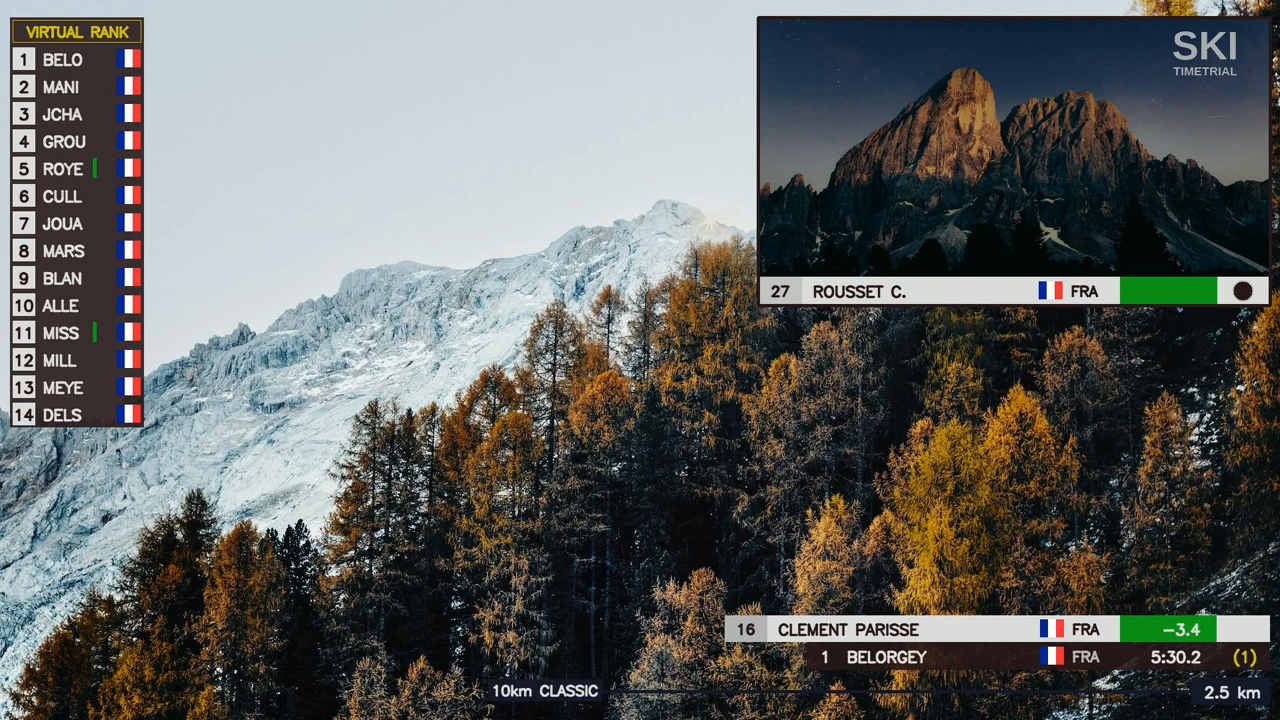 VIRTUAL RANK
1 BELO
2 MANI
3 JCHA
4 GROU
5 ROYE
6 CULL
7 JOUA
8 MARS
9 BLAN
10 ALLE
11 MISS
12 MILL
13 MEYE
14 DELS
SKI
TIMETRIAL
27 ROUSSET C. FRA
16 CLEMENT PARISSE FRA −3.4
1 BELORGEY FRA 5:30.2 (1)
10km CLASSIC
2.5 km